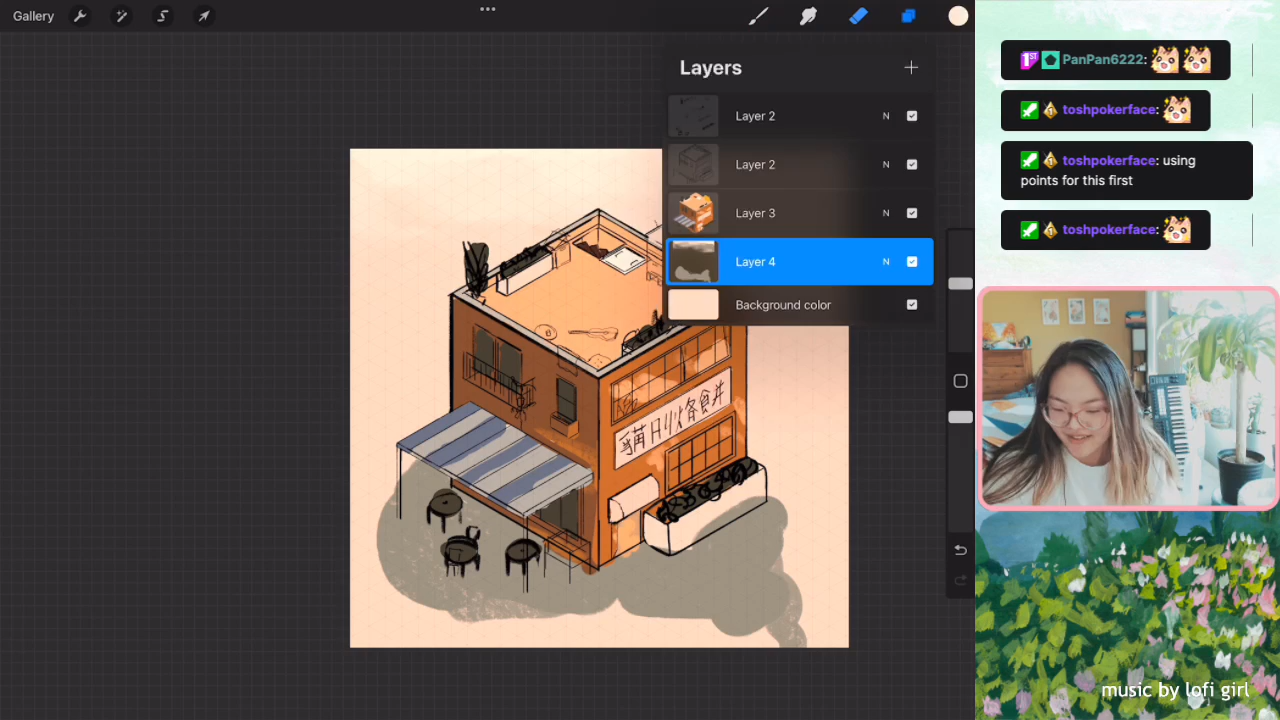 Gallery
Layers
Layer 2 N
Layer 2 N
Layer 3 N
Layer 4 N
Background color
1ST PanPan6222:
toshpokerface:
toshpokerface: using
points for this first
toshpokerface:
music by lofi girl